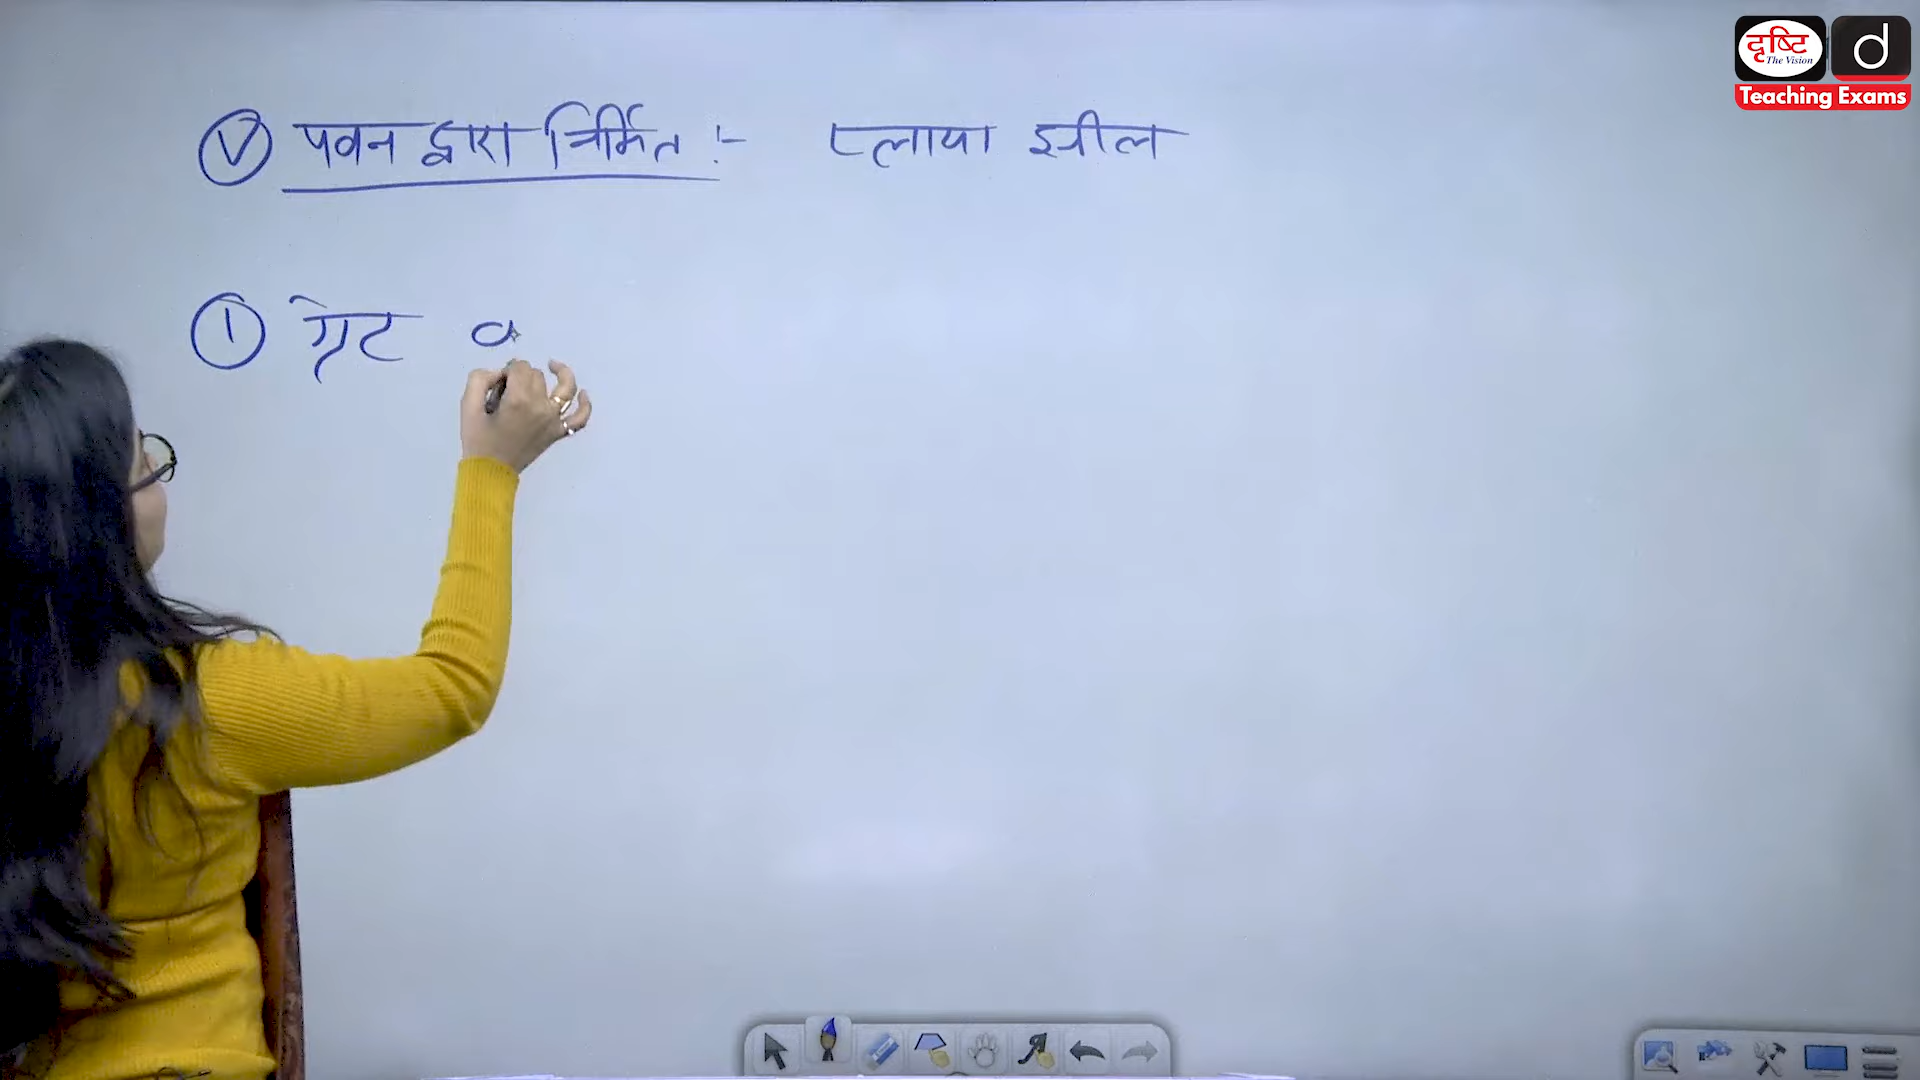 दृष्टि
The Vision
d
Teaching Exams
V पवन द्वारा निर्मित :- प्लाया झील
1 ग्रेट